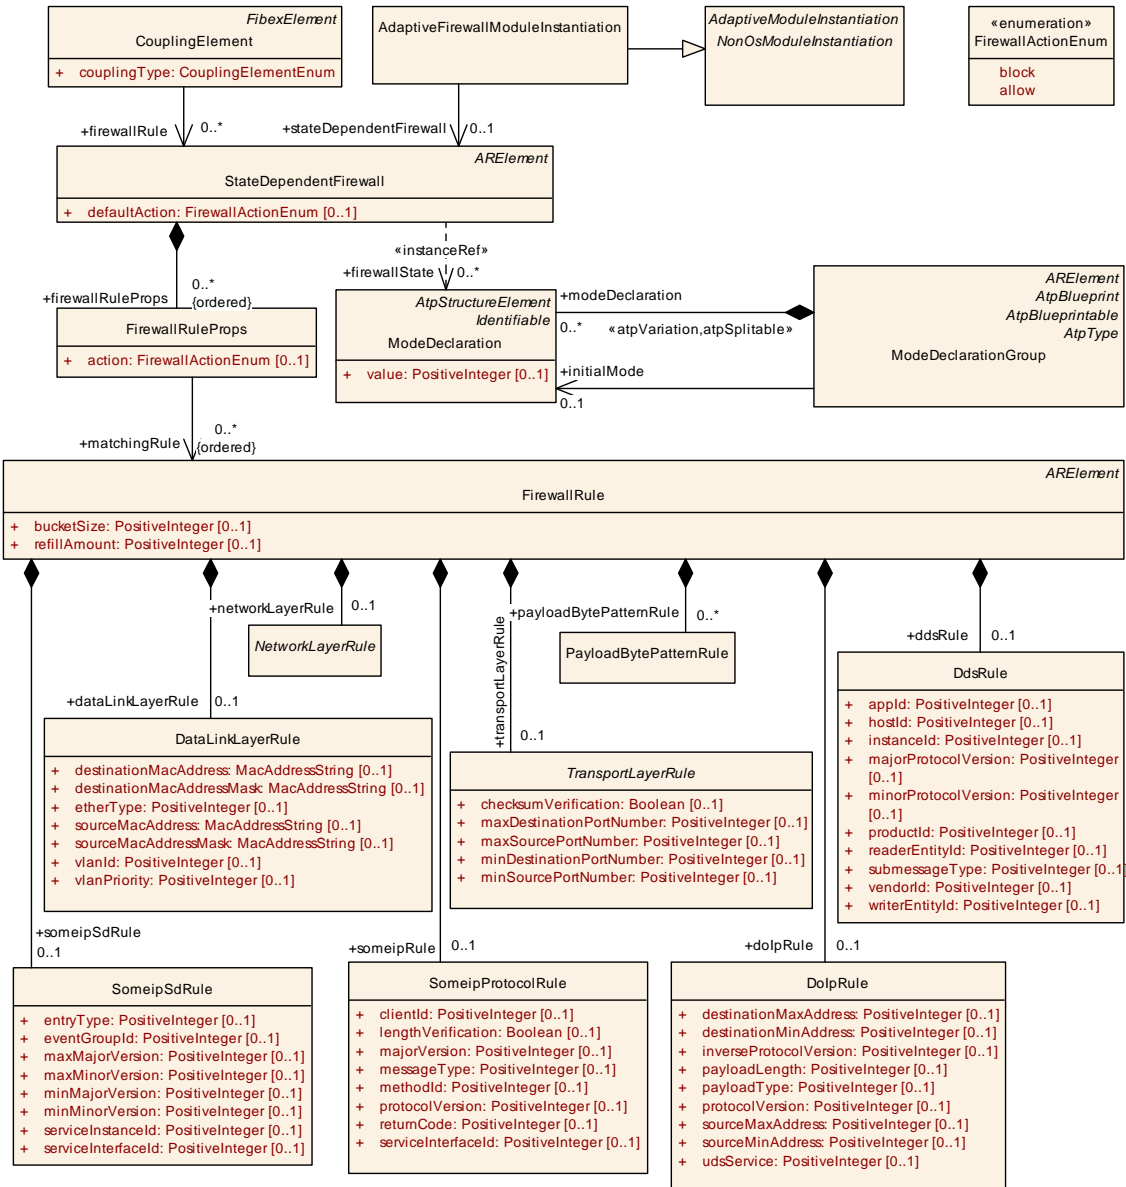 FibexElement
CouplingElement
+ couplingType: CouplingElementEnum
AdaptiveFirewallModuleInstantiation
AdaptiveModuleInstantiation
NonOsModuleInstantiation
«enumeration»
FirewallActionEnum
block
allow
+firewallRule
0..*
+stateDependentFirewall
0..1
ARElement
StateDependentFirewall
+ defaultAction: FirewallActionEnum [0..1]
«instanceRef»
+firewallState
0..*
+firewallRuleProps
0..*
{ordered}
FirewallRuleProps
+ action: FirewallActionEnum [0..1]
AtpStructureElement
Identifiable
ModeDeclaration
+ value: PositiveInteger [0..1]
+modeDeclaration
0..*
«atpVariation,atpSplitable»
+initialMode
0..1
ARElement
AtpBlueprint
AtpBlueprintable
AtpType
ModeDeclarationGroup
+matchingRule
0..*
{ordered}
ARElement
FirewallRule
+ bucketSize: PositiveInteger [0..1]
+ refillAmount: PositiveInteger [0..1]
+networkLayerRule
0..1
NetworkLayerRule
+payloadBytePatternRule
0..*
PayloadBytePatternRule
+transportLayerRule
0..1
+ddsRule
0..1
DdsRule
+ appId: PositiveInteger [0..1]
+ hostId: PositiveInteger [0..1]
+ instanceId: PositiveInteger [0..1]
+ majorProtocolVersion: PositiveInteger
[0..1]
+ minorProtocolVersion: PositiveInteger
[0..1]
+ productId: PositiveInteger [0..1]
+ readerEntityId: PositiveInteger [0..1]
+ submessageType: PositiveInteger [0..1]
+ vendorId: PositiveInteger [0..1]
+ writerEntityId: PositiveInteger [0..1]
+dataLinkLayerRule
0..1
DataLinkLayerRule
+ destinationMacAddress: MacAddressString [0..1]
+ destinationMacAddressMask: MacAddressString [0..1]
+ etherType: PositiveInteger [0..1]
+ sourceMacAddress: MacAddressString [0..1]
+ sourceMacAddressMask: MacAddressString [0..1]
+ vlanId: PositiveInteger [0..1]
+ vlanPriority: PositiveInteger [0..1]
TransportLayerRule
+ checksumVerification: Boolean [0..1]
+ maxDestinationPortNumber: PositiveInteger [0..1]
+ maxSourcePortNumber: PositiveInteger [0..1]
+ minDestinationPortNumber: PositiveInteger [0..1]
+ minSourcePortNumber: PositiveInteger [0..1]
+someipSdRule
0..1
SomeipSdRule
+ entryType: PositiveInteger [0..1]
+ eventGroupId: PositiveInteger [0..1]
+ maxMajorVersion: PositiveInteger [0..1]
+ maxMinorVersion: PositiveInteger [0..1]
+ minMajorVersion: PositiveInteger [0..1]
+ minMinorVersion: PositiveInteger [0..1]
+ serviceInstanceId: PositiveInteger [0..1]
+ serviceInterfaceId: PositiveInteger [0..1]
+someipRule
0..1
SomeipProtocolRule
+ clientId: PositiveInteger [0..1]
+ lengthVerification: Boolean [0..1]
+ majorVersion: PositiveInteger [0..1]
+ messageType: PositiveInteger [0..1]
+ methodId: PositiveInteger [0..1]
+ protocolVersion: PositiveInteger [0..1]
+ returnCode: PositiveInteger [0..1]
+ serviceInterfaceId: PositiveInteger [0..1]
+doIpRule
0..1
DoIpRule
+ destinationMaxAddress: PositiveInteger [0..1]
+ destinationMinAddress: PositiveInteger [0..1]
+ inverseProtocolVersion: PositiveInteger [0..1]
+ payloadLength: PositiveInteger [0..1]
+ payloadType: PositiveInteger [0..1]
+ protocolVersion: PositiveInteger [0..1]
+ sourceMaxAddress: PositiveInteger [0..1]
+ sourceMinAddress: PositiveInteger [0..1]
+ udsService: PositiveInteger [0..1]